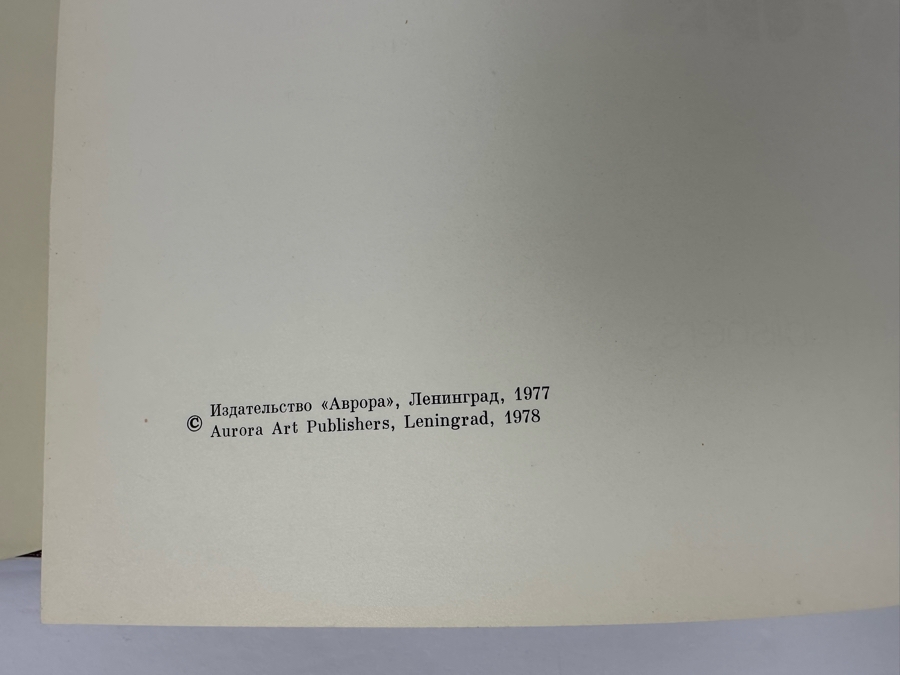 Издательство «Аврора», Ленинград, 1977
© Aurora Art Publishers, Leningrad, 1978